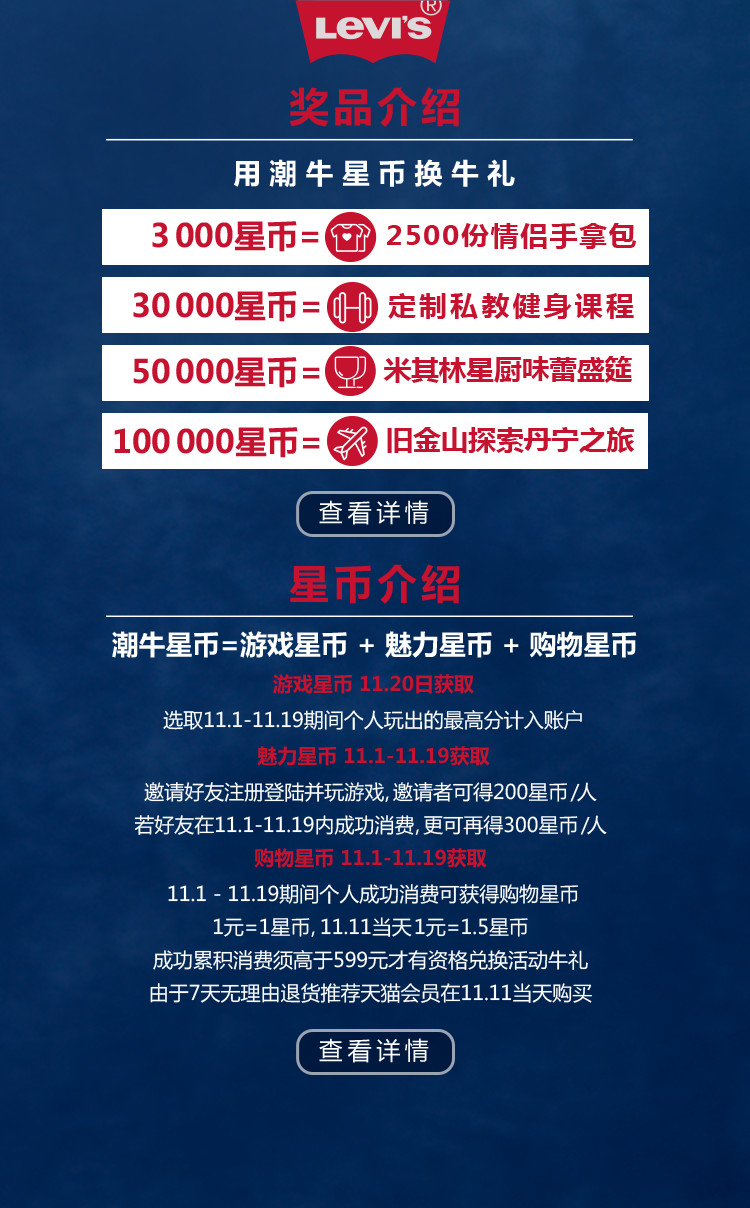 LEVI'S®
奖品介绍
用潮牛星币换牛礼
3 000星币=2500份情侣手拿包
30 000星币=定制私教健身课程
50 000星币=米其林星厨味蕾盛筵
100 000星币=旧金山探索丹宁之旅
查看详情
星币介绍
潮牛星币=游戏星币 + 魅力星币 + 购物星币
游戏星币 11.20日获取
选取11.1-11.19期间个人玩出的最高分计入账户
魅力星币 11.1-11.19获取
邀请好友注册登陆并玩游戏, 邀请者可得200星币/人
若好友在11.1-11.19内成功消费, 更可再得300星币/人
购物星币 11.1-11.19获取
11.1 - 11.19期间个人成功消费可获得购物星币
1元=1星币, 11.11当天1元=1.5星币
成功累积消费须高于599元才有资格兑换活动牛礼
由于7天无理由退货推荐天猫会员在11.11当天购买
查看详情